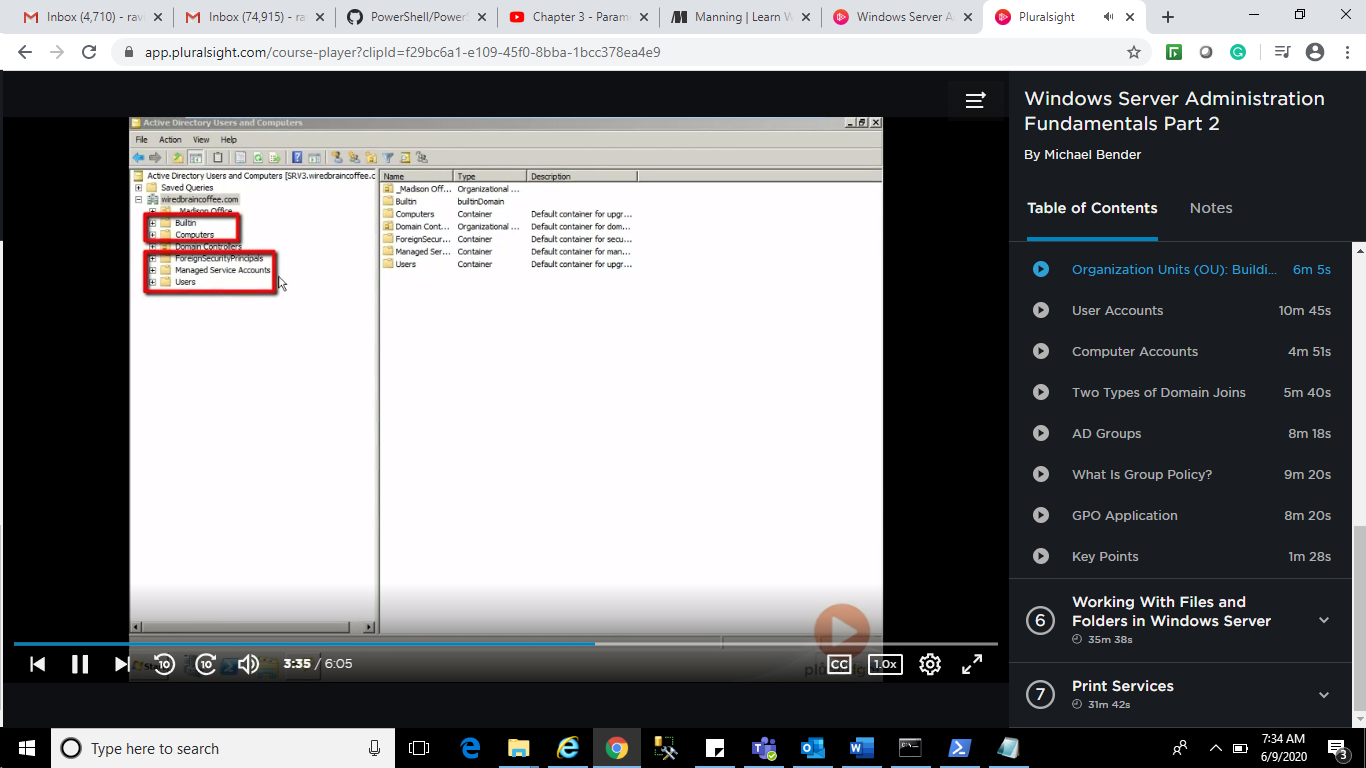 Inbox (4,710) - rav
Inbox (74,915) - ra
PowerShell/Power
Chapter 3 - Param
Manning | Learn W
Windows Server A
Pluralsight
app.pluralsight.com/course-player?clipId=f29bc6a1-e109-45f0-8bba-1bcc378ea4e9
Active Directory Users and Computers
File Action View Help
Active Directory Users and Computers [SRV3.wiredbraincoffee.c
Saved Queries
wiredbraincoffee.com
_Madison Office
Builtin
Computers
Domain Controllers
ForeignSecurityPrincipals
Managed Service Accounts
Users
Name Type Description
_Madison Off... Organizational ...
Builtin builtinDomain
Computers Container Default container for upgr...
Domain Cont... Organizational ... Default container for dom...
ForeignSecur... Container Default container for secu...
Managed Ser... Container Default container for man...
Users Container Default container for upgr...
10 10 3:35 / 6:05 CC 1.0x
Windows Server Administration
Fundamentals Part 2
By Michael Bender
Table of Contents Notes
Organization Units (OU): Buildi... 6m 5s
User Accounts 10m 45s
Computer Accounts 4m 51s
Two Types of Domain Joins 5m 40s
AD Groups 8m 18s
What Is Group Policy? 9m 20s
GPO Application 8m 20s
Key Points 1m 28s
6 Working With Files and
Folders in Windows Server
35m 38s
7 Print Services
31m 42s
Type here to search
7:34 AM
6/9/2020
3